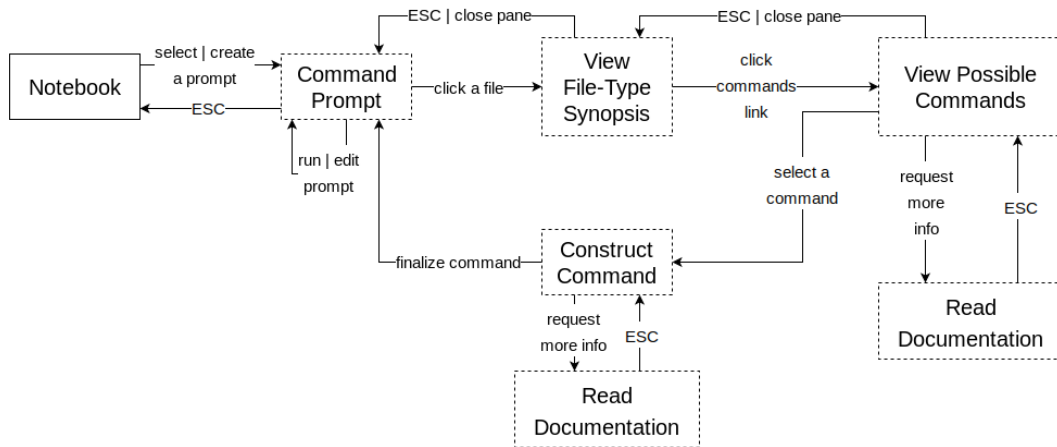 ESC | close pane
ESC | close pane
select | create
a prompt
Notebook
ESC
Command
Prompt
click a file
View
File-Type
Synopsis
click
commands
link
View Possible
Commands
run | edit
prompt
select a
command
request
more
info
ESC
finalize command
Construct
Command
request
more info
ESC
Read
Documentation
Read
Documentation